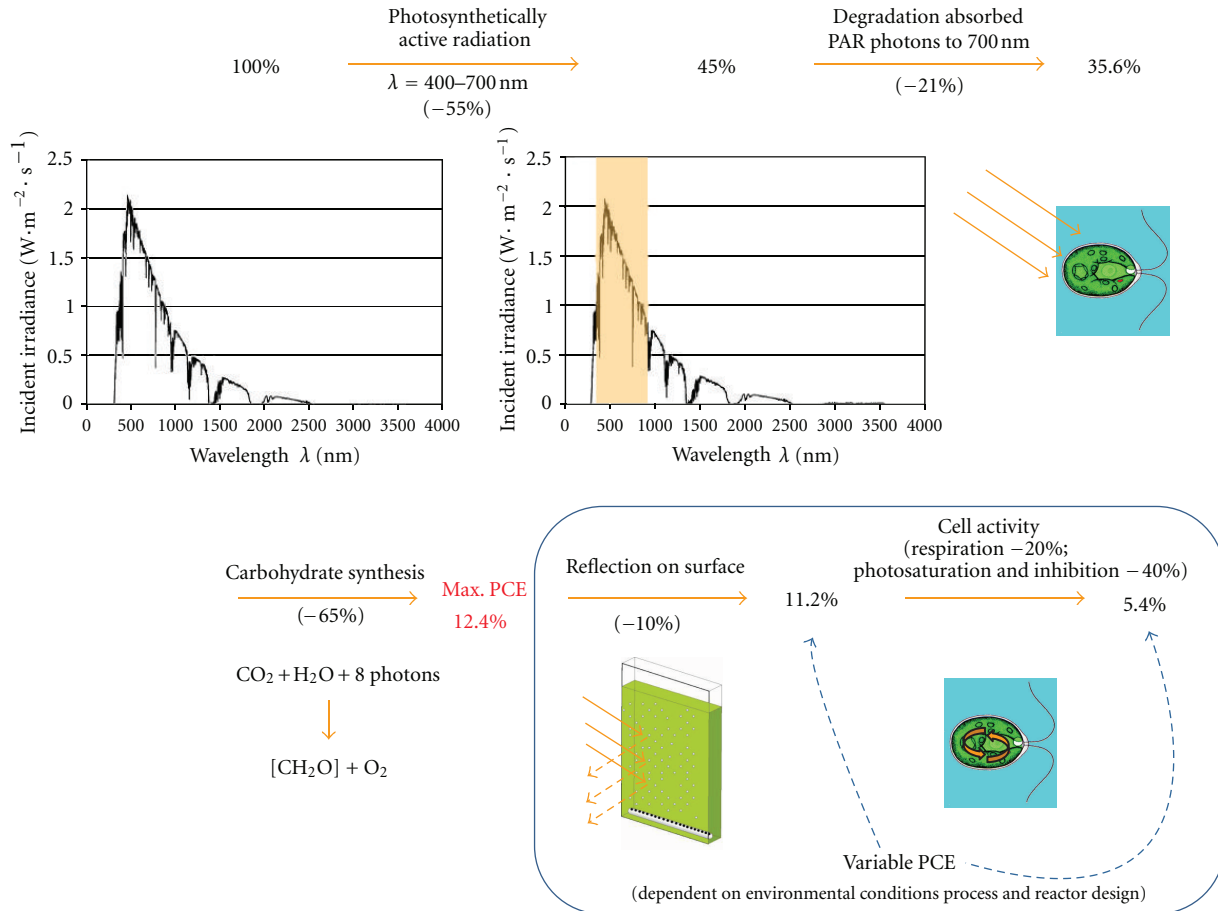 Photosynthetically
active radiation
100%
λ = 400–700 nm
(−55%)
45%
Degradation absorbed
PAR photons to 700 nm
(−21%)
35.6%
Incident irradiance (W·m⁻²·s⁻¹)
2.5
2
1.5
1
0.5
0
0 500 1000 1500 2000 2500 3000 3500 4000
Wavelength λ (nm)
Incident irradiance (W·m⁻²·s⁻¹)
2.5
2
1.5
1
0.5
0
0 500 1000 1500 2000 2500 3000 3500 4000
Wavelength λ (nm)
Carbohydrate synthesis
(−65%)
Max. PCE
12.4%
CO₂ + H₂O + 8 photons
[CH₂O] + O₂
Reflection on surface
(−10%)
11.2%
Cell activity
(respiration −20%;
photosaturation and inhibition −40%)
5.4%
Variable PCE
(dependent on environmental conditions process and reactor design)